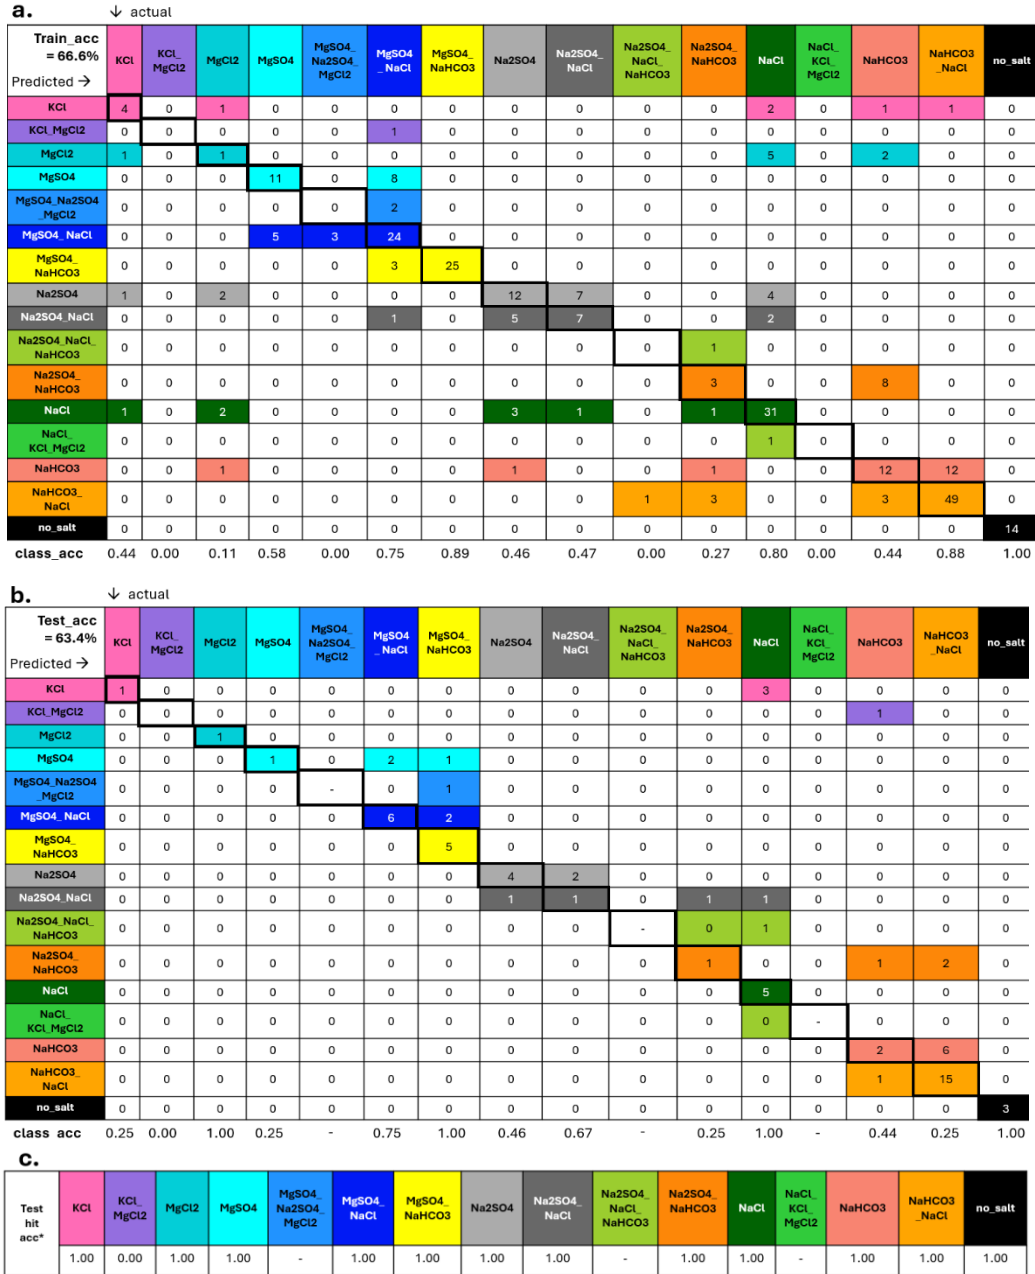 a.
↓ actual
Train_acc = 66.6% Predicted → KCl KCl_MgCl2 MgCl2 MgSO4 MgSO4_Na2SO4_MgCl2 MgSO4_NaCl MgSO4_NaHCO3 Na2SO4 Na2SO4_NaCl Na2SO4_NaCl_NaHCO3 Na2SO4_NaHCO3 NaCl NaCl_KCl_MgCl2 NaHCO3 NaHCO3_NaCl no_salt
KCl 4 0 1 0 0 0 0 0 0 0 0 2 0 1 1 0
KCl_MgCl2 0 0 0 0 0 1 0 0 0 0 0 0 0 0 0 0
MgCl2 1 0 1 0 0 0 0 0 0 0 0 5 0 2 0 0
MgSO4 0 0 0 11 0 8 0 0 0 0 0 0 0 0 0 0
MgSO4_Na2SO4_MgCl2 0 0 0 0 0 2 0 0 0 0 0 0 0 0 0 0
MgSO4_NaCl 0 0 0 5 3 24 0 0 0 0 0 0 0 0 0 0
MgSO4_NaHCO3 0 0 0 0 0 3 25 0 0 0 0 0 0 0 0 0
Na2SO4 1 0 2 0 0 0 0 12 7 0 0 4 0 0 0 0
Na2SO4_NaCl 0 0 0 0 0 1 0 5 7 0 0 2 0 0 0 0
Na2SO4_NaCl_NaHCO3 0 0 0 0 0 0 0 0 0 0 1 0 0 0 0 0
Na2SO4_NaHCO3 0 0 0 0 0 0 0 0 0 0 3 0 0 8 0 0
NaCl 1 0 2 0 0 0 0 3 1 0 1 31 0 0 0 0
NaCl_KCl_MgCl2 0 0 0 0 0 0 0 0 0 0 0 1 0 0 0 0
NaHCO3 0 0 1 0 0 0 0 1 0 0 1 0 0 12 12 0
NaHCO3_NaCl 0 0 0 0 0 0 0 0 0 1 3 0 0 3 49 0
no_salt 0 0 0 0 0 0 0 0 0 0 0 0 0 0 0 14
class_acc 0.44 0.00 0.11 0.58 0.00 0.75 0.89 0.46 0.47 0.00 0.27 0.80 0.00 0.44 0.88 1.00
b.
↓ actual
Test_acc = 63.4% Predicted → KCl KCl_MgCl2 MgCl2 MgSO4 MgSO4_Na2SO4_MgCl2 MgSO4_NaCl MgSO4_NaHCO3 Na2SO4 Na2SO4_NaCl Na2SO4_NaCl_NaHCO3 Na2SO4_NaHCO3 NaCl NaCl_KCl_MgCl2 NaHCO3 NaHCO3_NaCl no_salt
KCl 1 0 0 0 0 0 0 0 0 0 0 3 0 0 0 0
KCl_MgCl2 0 0 0 0 0 0 0 0 0 0 0 0 0 1 0 0
MgCl2 0 0 1 0 0 0 0 0 0 0 0 0 0 0 0 0
MgSO4 0 0 0 1 0 2 1 0 0 0 0 0 0 0 0 0
MgSO4_Na2SO4_MgCl2 0 0 0 0 - 0 1 0 0 0 0 0 0 0 0 0
MgSO4_NaCl 0 0 0 0 0 6 2 0 0 0 0 0 0 0 0 0
MgSO4_NaHCO3 0 0 0 0 0 0 5 0 0 0 0 0 0 0 0 0
Na2SO4 0 0 0 0 0 0 0 4 2 0 0 0 0 0 0 0
Na2SO4_NaCl 0 0 0 0 0 0 0 1 1 0 1 1 0 0 0 0
Na2SO4_NaCl_NaHCO3 0 0 0 0 0 0 0 0 0 - 0 1 0 0 0 0
Na2SO4_NaHCO3 0 0 0 0 0 0 0 0 0 0 1 0 0 1 2 0
NaCl 0 0 0 0 0 0 0 0 0 0 0 5 0 0 0 0
NaCl_KCl_MgCl2 0 0 0 0 0 0 0 0 0 0 0 0 - 0 0 0
NaHCO3 0 0 0 0 0 0 0 0 0 0 0 0 0 2 6 0
NaHCO3_NaCl 0 0 0 0 0 0 0 0 0 0 0 0 0 1 15 0
no_salt 0 0 0 0 0 0 0 0 0 0 0 0 0 0 0 3
class acc 0.25 0.00 1.00 0.25 - 0.75 1.00 0.46 0.67 - 0.25 1.00 - 0.44 0.25 1.00
c.
Test hit acc* KCl KCl_MgCl2 MgCl2 MgSO4 MgSO4_Na2SO4_MgCl2 MgSO4_NaCl MgSO4_NaHCO3 Na2SO4 Na2SO4_NaCl Na2SO4_NaCl_NaHCO3 Na2SO4_NaHCO3 NaCl NaCl_KCl_MgCl2 NaHCO3 NaHCO3_NaCl no_salt
1.00 0.00 1.00 1.00 - 1.00 1.00 1.00 1.00 - 1.00 1.00 - 1.00 1.00 1.00